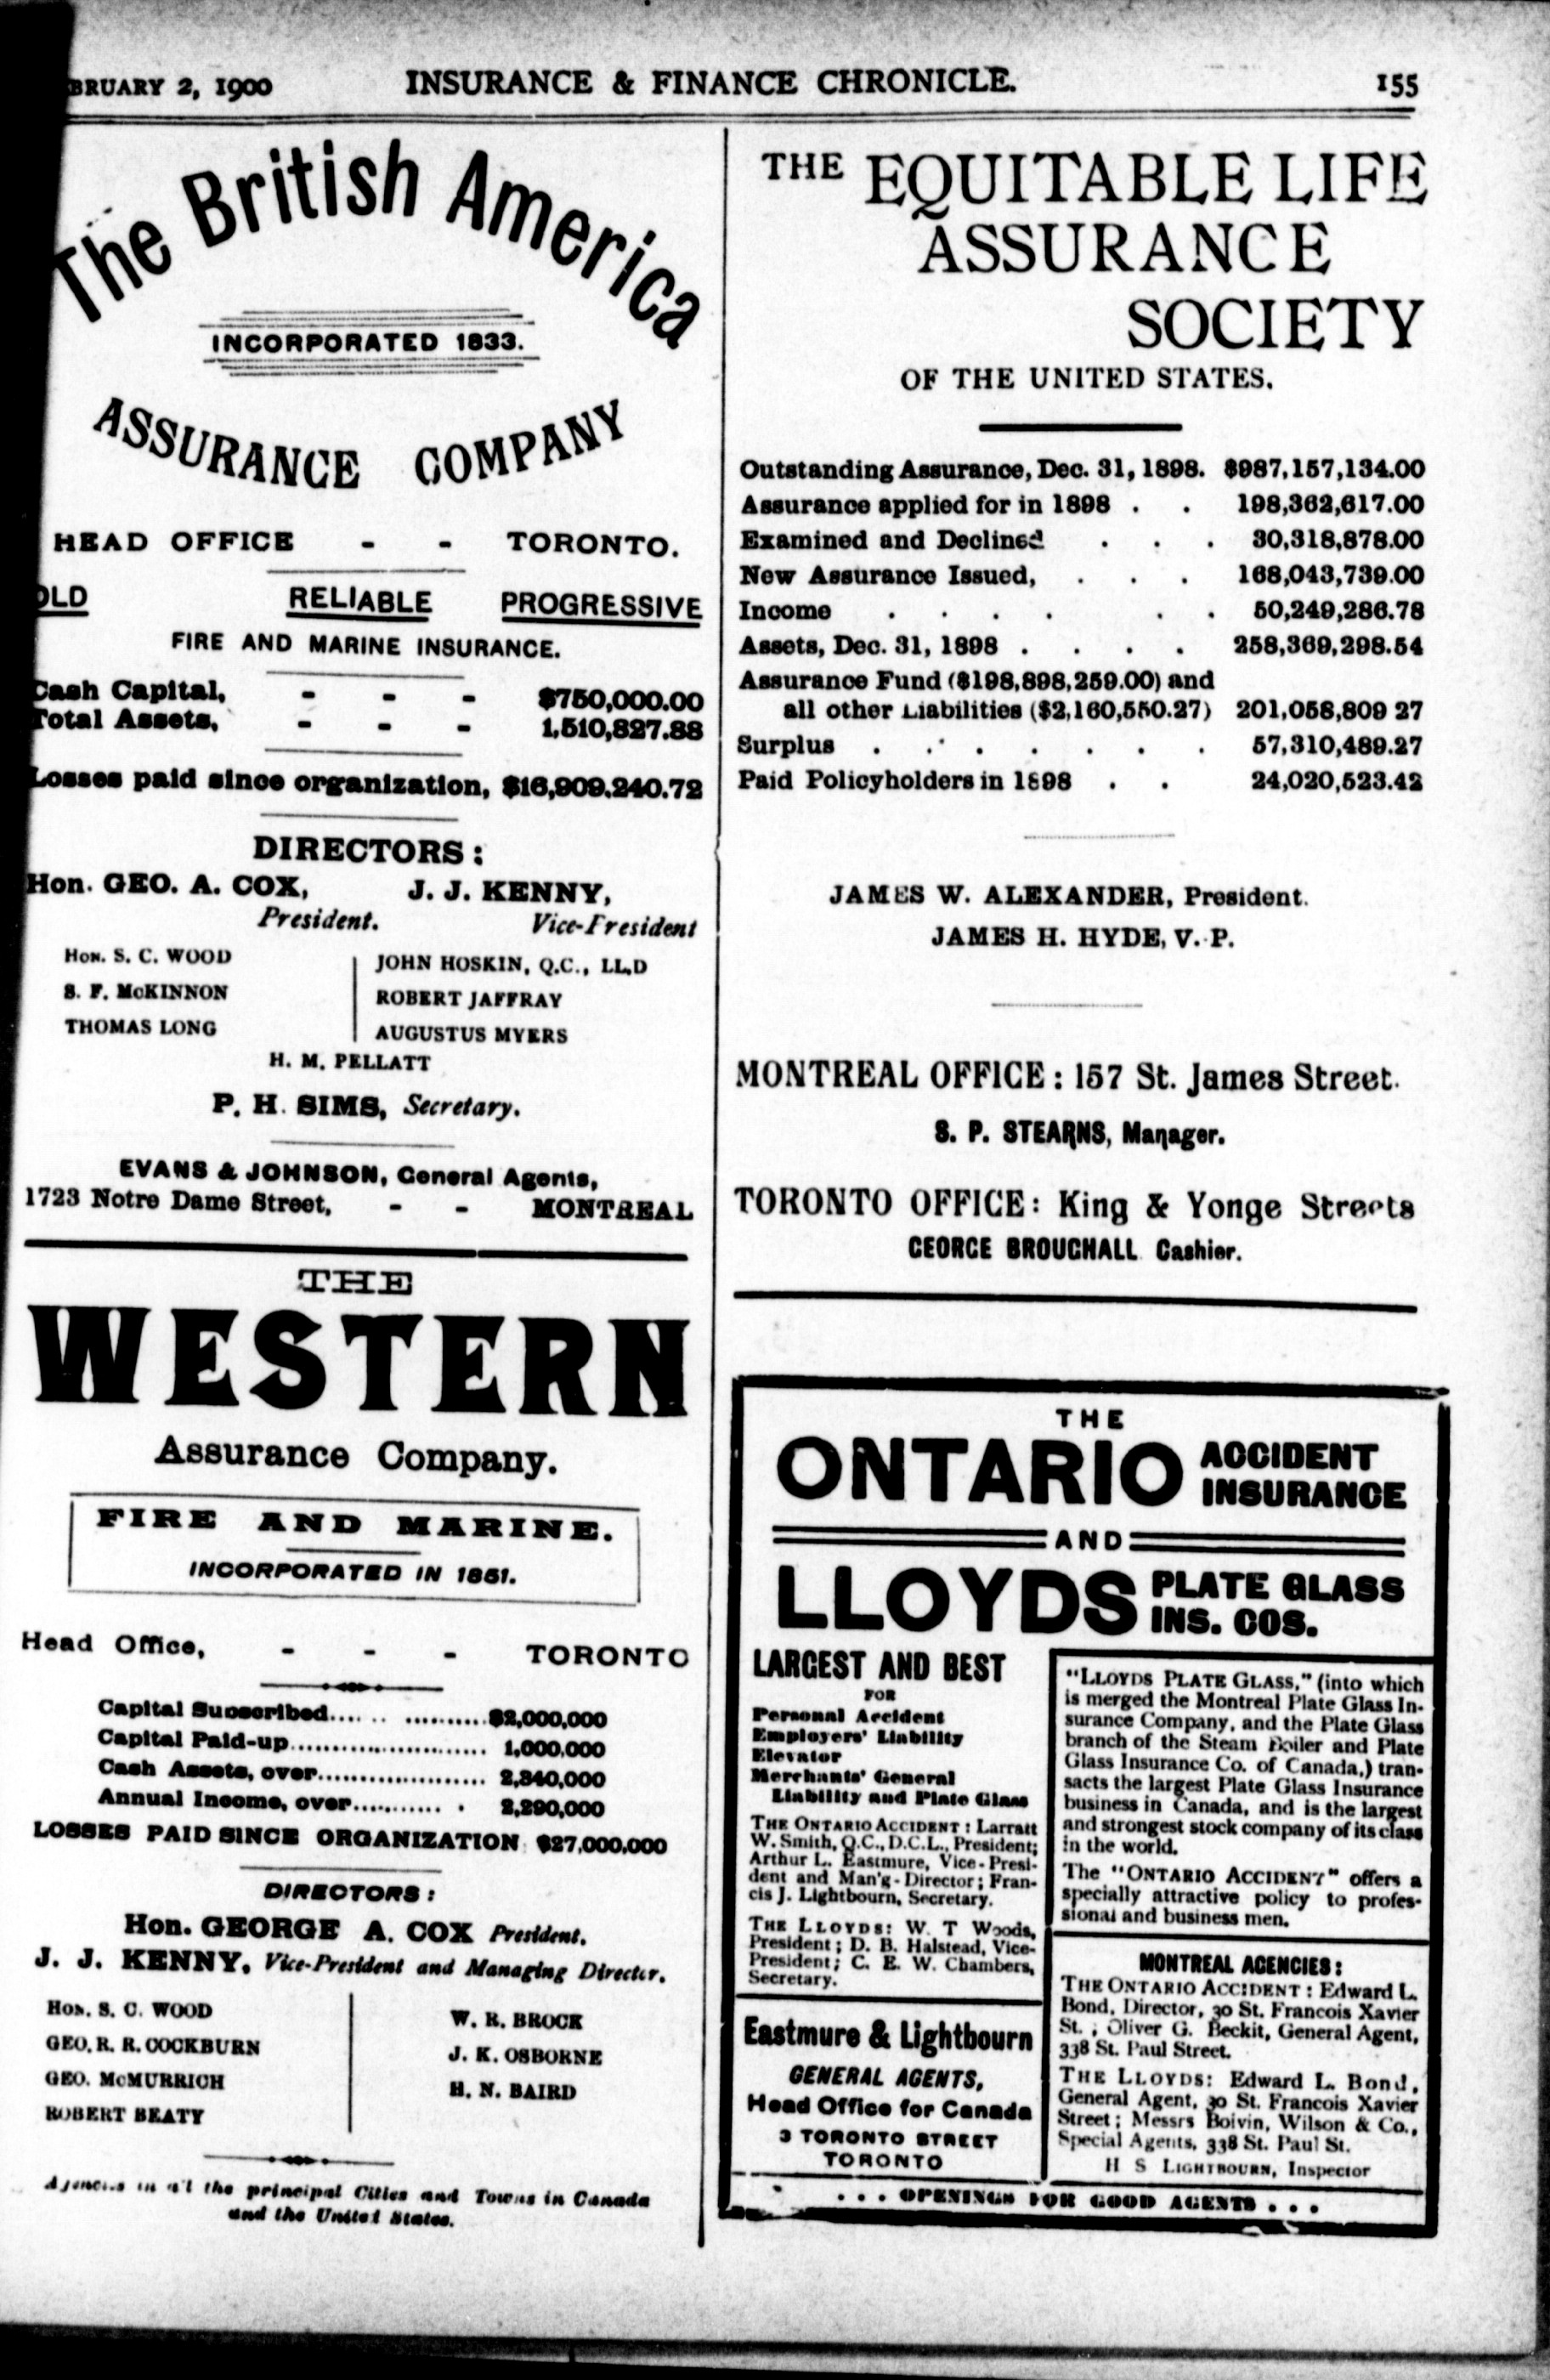 BRUARY 2, 1900 INSURANCE & FINANCE CHRONICLE. 155
The British America
INCORPORATED 1833.
ASSURANCE COMPANY
HEAD OFFICE - - TORONTO.
OLD RELIABLE PROGRESSIVE
FIRE AND MARINE INSURANCE.
Cash Capital, - - - $750,000.00
Total Assets, - - - 1,510,827.88
Losses paid since organization, $16,909,240.72
DIRECTORS:
Hon. GEO. A. COX, J. J. KENNY,
President. Vice-President
HON. S. C. WOOD JOHN HOSKIN, Q.C., LL.D
S. F. McKINNON ROBERT JAFFRAY
THOMAS LONG AUGUSTUS MYERS
H. M. PELLATT
P. H. SIMS, Secretary.
EVANS & JOHNSON, General Agents,
1723 Notre Dame Street, - - MONTREAL
THE
WESTERN
Assurance Company.
FIRE AND MARINE.
INCORPORATED IN 1851.
Head Office, - - - TORONTO
Capital Subscribed.... .. ..........$2,000,000
Capital Paid-up........................ 1,000,000
Cash Assets, over.................... 2,340,000
Annual Income, over........... . 2,290,000
LOSSES PAID SINCE ORGANIZATION $27,000,000
DIRECTORS:
Hon. GEORGE A. COX President.
J. J. KENNY, Vice-President and Managing Director.
HON. S. C. WOOD W. R. BROCK
GEO. R. R. COCKBURN J. K. OSBORNE
GEO. McMURRICH H. N. BAIRD
ROBERT BEATY
Agencies in all the principal Cities and Towns in Canada
and the United States.
THE EQUITABLE LIFE
ASSURANCE
SOCIETY
OF THE UNITED STATES.
Outstanding Assurance, Dec. 31, 1898. $987,157,134.00
Assurance applied for in 1898 . . 198,362,617.00
Examined and Declined . . . 30,318,878.00
New Assurance Issued, . . . 168,043,739.00
Income . . . . . . 50,249,286.78
Assets, Dec. 31, 1898 . . . . 258,369,298.54
Assurance Fund ($198,898,259.00) and
all other Liabilities ($2,160,550.27) 201,058,809 27
Surplus . . . . . . . 57,310,489.27
Paid Policyholders in 1898 . . 24,020,523.42
JAMES W. ALEXANDER, President.
JAMES H. HYDE, V. P.
MONTREAL OFFICE: 157 St. James Street.
S. P. STEARNS, Manager.
TORONTO OFFICE: King & Yonge Streets
GEORGE BROUGHALL Cashier.
THE
ONTARIO ACCIDENT
INSURANCE
AND
LLOYDS PLATE GLASS
INS. COS.
LARGEST AND BEST
FOR
Personal Accident
Employers' Liability
Elevator
Merchants' General
Liability and Plate Glass
THE ONTARIO ACCIDENT: Larratt
W. Smith, Q.C., D.C.L., President;
Arthur L. Eastmure, Vice-Presi-
dent and Man'g-Director; Fran-
cis J. Lightbourn, Secretary.
THE LLOYDS: W. T Woods,
President; D. B. Halstead, Vice-
President; C. E. W. Chambers,
Secretary.
Eastmure & Lightbourn
GENERAL AGENTS,
Head Office for Canada
3 TORONTO STREET
TORONTO
"LLOYDS PLATE GLASS," (into which
is merged the Montreal Plate Glass In-
surance Company, and the Plate Glass
branch of the Steam Boiler and Plate
Glass Insurance Co. of Canada,) tran-
sacts the largest Plate Glass Insurance
business in Canada, and is the largest
and strongest stock company of its class
in the world.
The "ONTARIO ACCIDENT" offers a
specially attractive policy to profes-
sional and business men.
MONTREAL AGENCIES:
THE ONTARIO ACCIDENT: Edward L.
Bond, Director, 30 St. Francois Xavier
St.; Oliver G. Beckit, General Agent,
338 St. Paul Street.
THE LLOYDS: Edward L. Bond,
General Agent, 30 St. Francois Xavier
Street; Messrs Boivin, Wilson & Co.,
Special Agents, 338 St. Paul St.
H S LIGHTBOURN, Inspector
. . . OPENINGS FOR GOOD AGENTS . . .